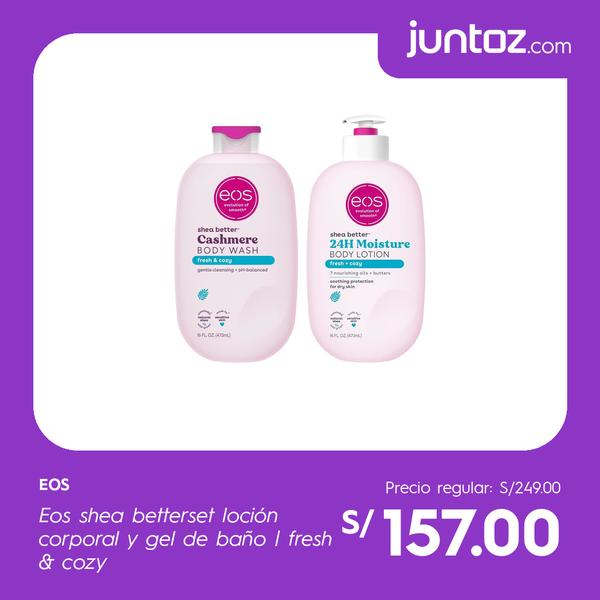 juntoz.com
eos
evolution of
smooth®
shea better™
Cashmere
BODY WASH
fresh & cozy
gentle cleansing + pH-balanced
16 FL. OZ. (473mL)
eos
evolution of
smooth®
shea better™
24H Moisture
BODY LOTION
fresh + cozy
7 nourishing oils + butters
soothing protection
for dry skin
16 FL. OZ. (473mL)
EOS
Eos shea betterset loción
corporal y gel de baño | fresh
& cozy
Precio regular: S/249.00
S/157.00